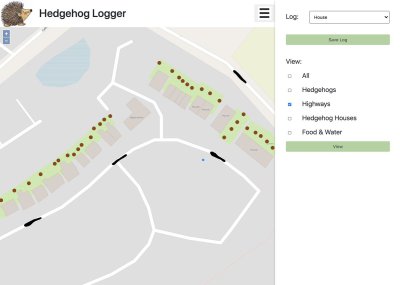 Hedgehog Logger
Log:
House
Save Log
View:
All
Hedgehogs
Highways
Hedgehog Houses
Food & Water
View
+
−